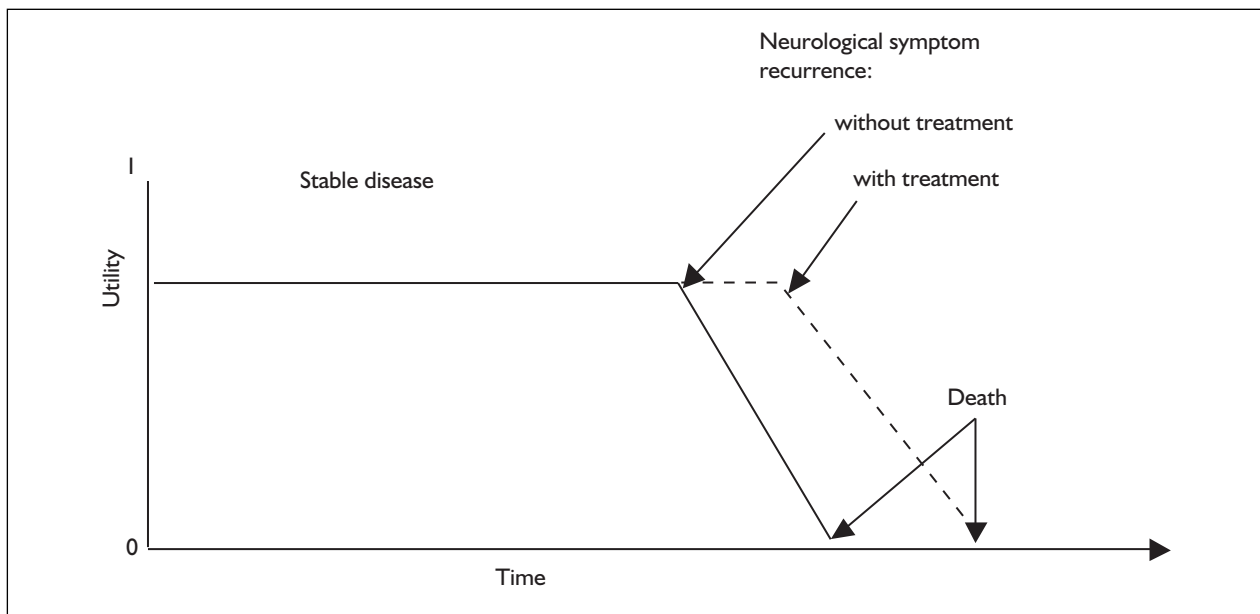 Neurological symptom
recurrence:
without treatment
with treatment
1
Stable disease
Utility
Death
0
Time